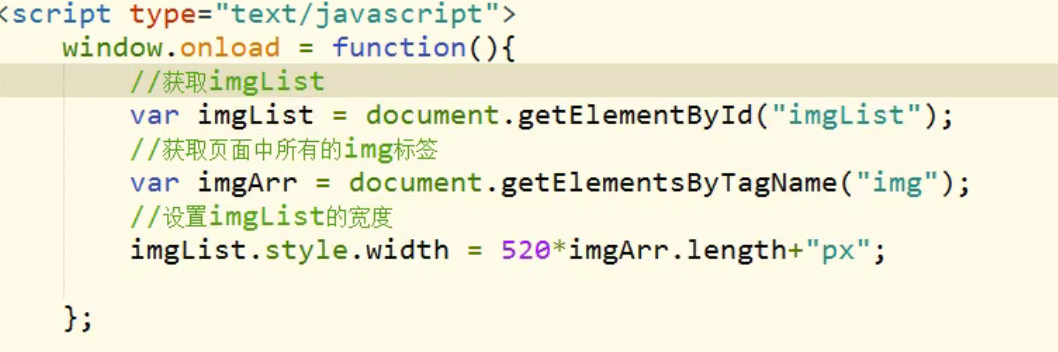 <script type="text/javascript">
window.onload = function(){
//获取imgList
var imgList = document.getElementById("imgList");
//获取页面中所有的img标签
var imgArr = document.getElementsByTagName("img");
//设置imgList的宽度
imgList.style.width = 520*imgArr.length+"px";
};